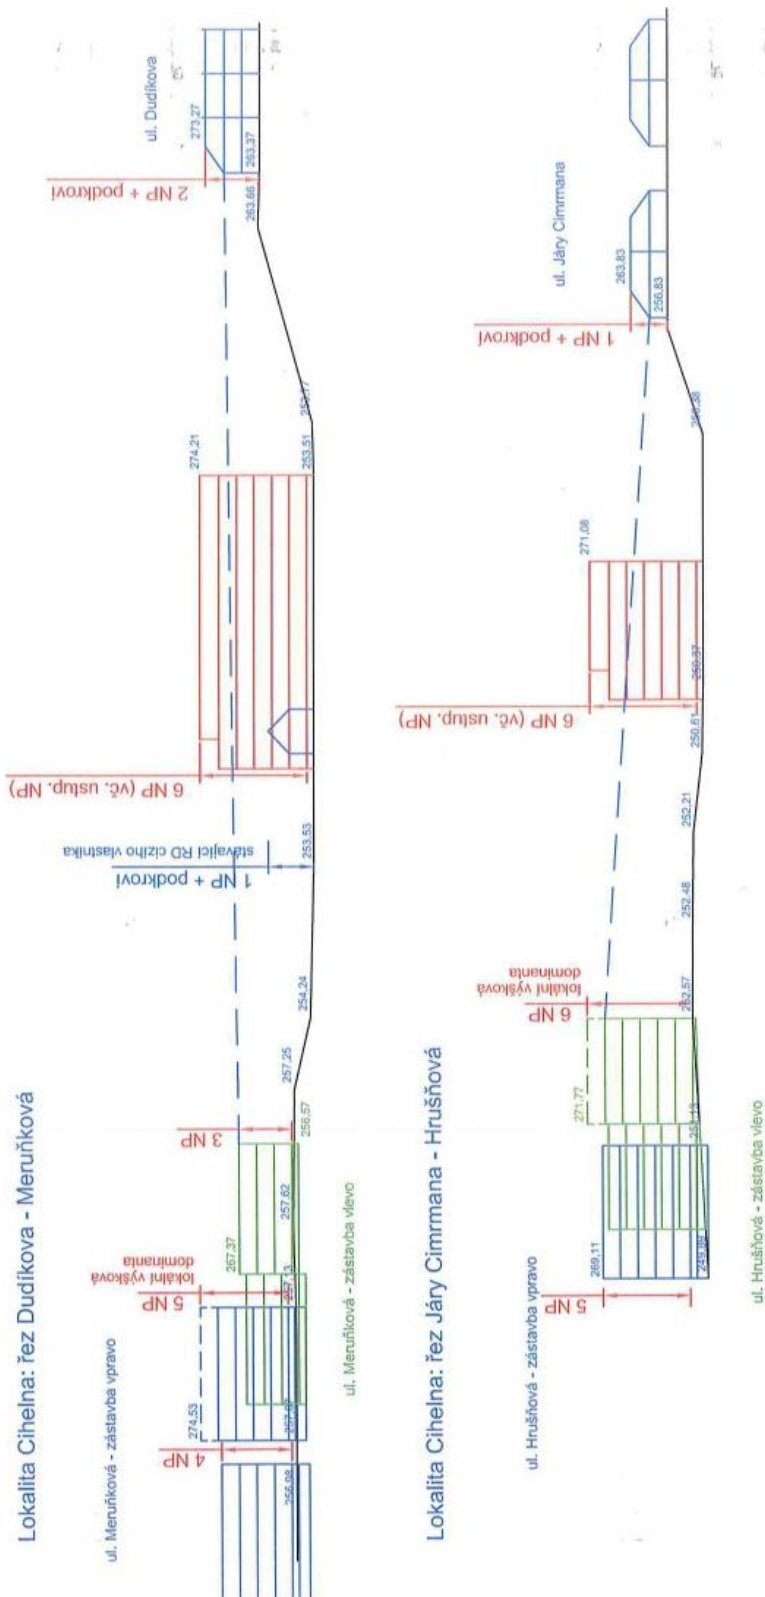 Lokalita Cihelna: řez Dudíkova - Meruňková
ul. Meruňková - zástavba vpravo
4 NP
256,98
274,53
5 NP
lokální výšková
dominanta
267,37
257,62
3 NP
256,57
ul. Meruňková - zástavba vlevo
257,25
254,24
1 NP + podkroví
stávající RD cizího vlastníka
253,53
6 NP (vč. ustup. NP)
274,21
253,51
253,77
2 NP + podkroví
263,66
273,27
263,37
ul. Dudíkova
Lokalita Cihelna: řez Járy Cimrmana - Hrušňová
ul. Hrušňová - zástavba vpravo
5 NP
269,11
249,89
ul. Hrušňová - zástavba vlevo
271,77
6 NP
lokální výšková
dominanta
252,57
252,48
252,21
250,61
6 NP (vč. ustup. NP)
250,37
271,08
1 NP + podkroví
263,83
256,83
ul. Járy Cimrmana